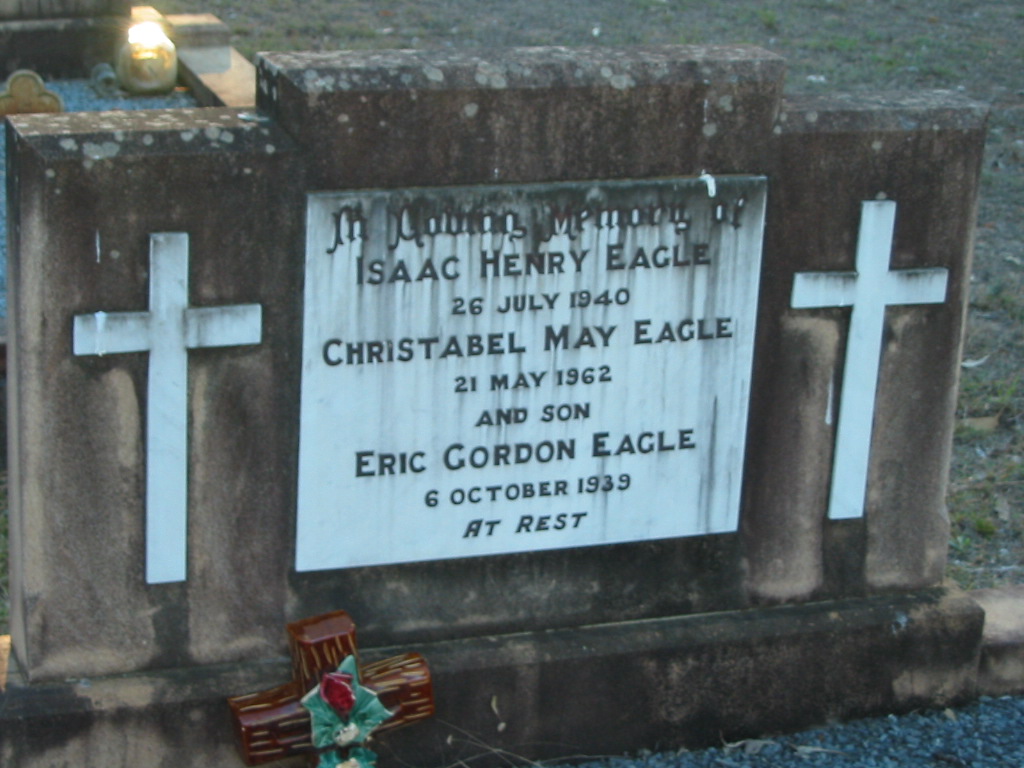 In Loving Memory of
ISAAC HENRY EAGLE
26 JULY 1940
CHRISTABEL MAY EAGLE
21 MAY 1962
AND SON
ERIC GORDON EAGLE
6 OCTOBER 1939
AT REST